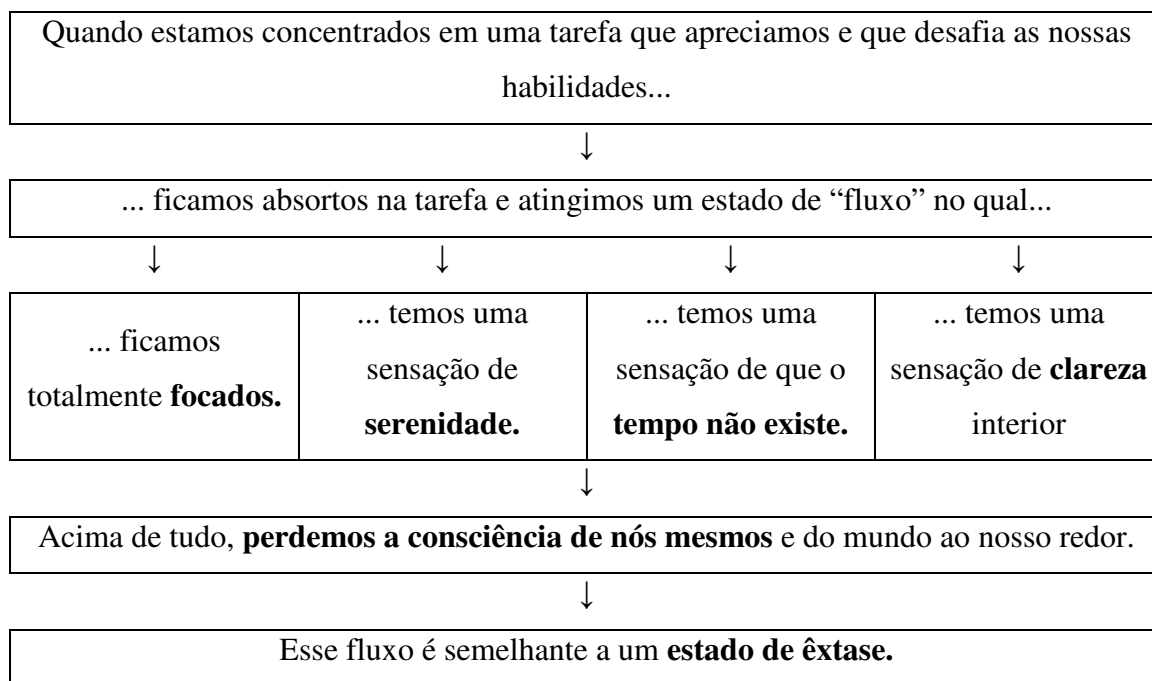 Quando estamos concentrados em uma tarefa que apreciamos e que desafia as nossas
habilidades...
↓
... ficamos absortos na tarefa e atingimos um estado de “fluxo” no qual...
↓ ↓ ↓ ↓
... ficamos
totalmente focados.
... temos uma
sensação de
serenidade.
... temos uma
sensação de que o
tempo não existe.
... temos uma
sensação de clareza
interior
↓
Acima de tudo, perdemos a consciência de nós mesmos e do mundo ao nosso redor.
↓
Esse fluxo é semelhante a um estado de êxtase.